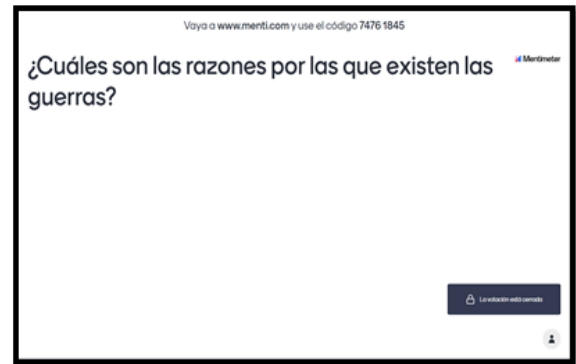 Vaya a www.menti.com y use el código 7476 1845
¿Cuáles son las razones por las que existen las
guerras?
Mentimeter
La votación está cerrada